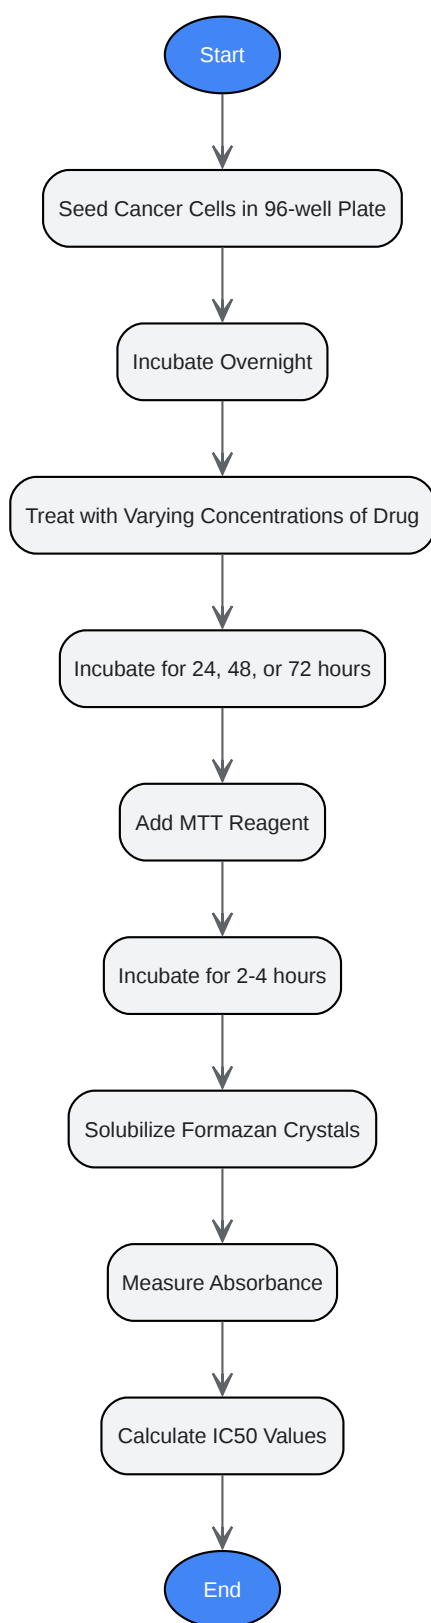 Start
Seed Cancer Cells in 96-well Plate
Incubate Overnight
Treat with Varying Concentrations of Drug
Incubate for 24, 48, or 72 hours
Add MTT Reagent
Incubate for 2-4 hours
Solubilize Formazan Crystals
Measure Absorbance
Calculate IC50 Values
End